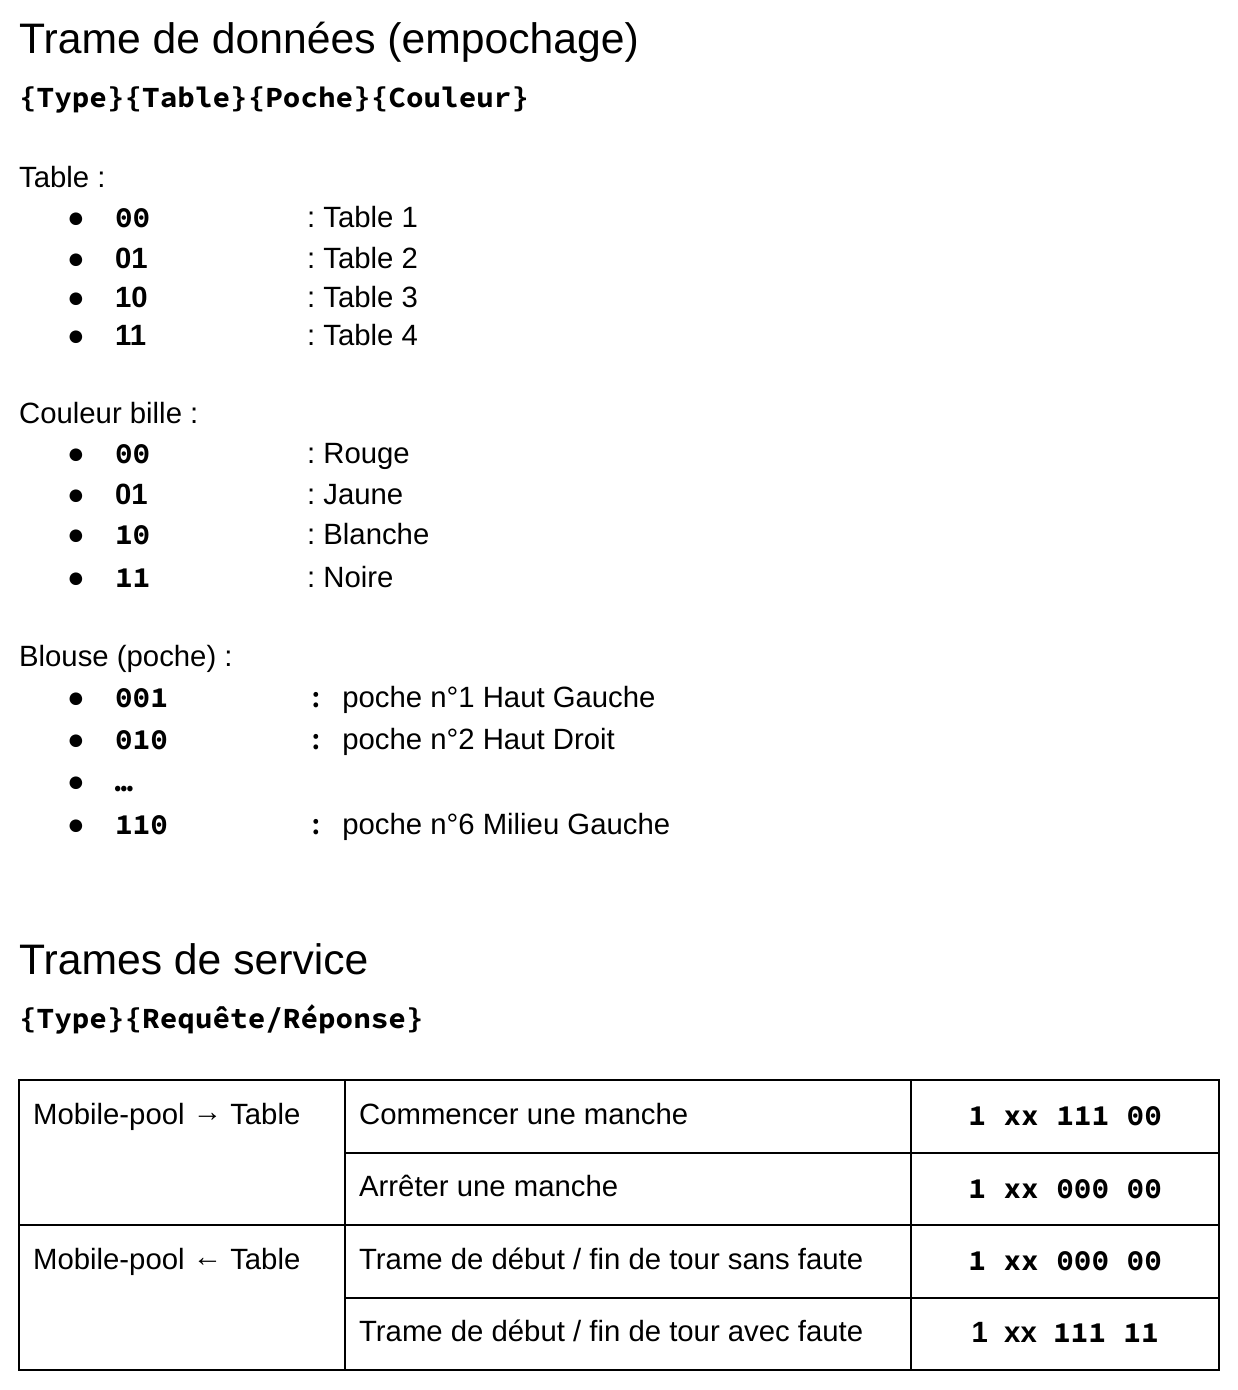 Trame de données (empochage)
{Type}{Table}{Poche}{Couleur}
Table :
● 00 : Table 1
● 01 : Table 2
● 10 : Table 3
● 11 : Table 4
Couleur bille :
● 00 : Rouge
● 01 : Jaune
● 10 : Blanche
● 11 : Noire
Blouse (poche) :
● 001 : poche n°1 Haut Gauche
● 010 : poche n°2 Haut Droit
● …
● 110 : poche n°6 Milieu Gauche
Trames de service
{Type}{Requête/Réponse}
Mobile-pool → Table Commencer une manche 1 xx 111 00
Arrêter une manche 1 xx 000 00
Mobile-pool ← Table Trame de début / fin de tour sans faute 1 xx 000 00
Trame de début / fin de tour avec faute 1 xx 111 11